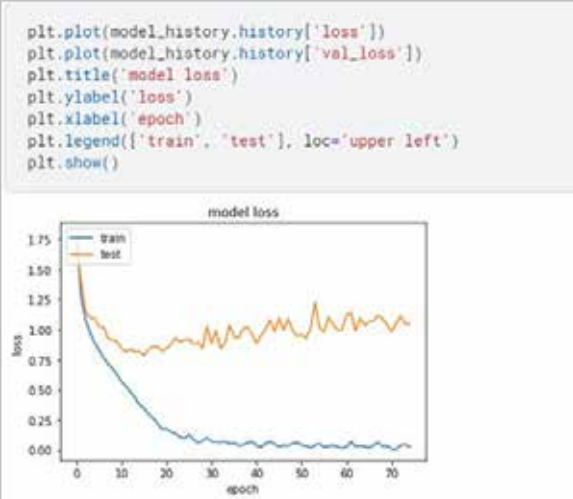 plt.plot(model_history.history['loss'])
plt.plot(model_history.history['val_loss'])
plt.title('model loss')
plt.ylabel('loss')
plt.xlabel('epoch')
plt.legend(['train', 'test'], loc='upper left')
plt.show()
model loss
train
test
1.75
1.50
1.25
1.00
0.75
0.50
0.25
0.00
loss
0 10 20 30 40 50 60 70
epoch